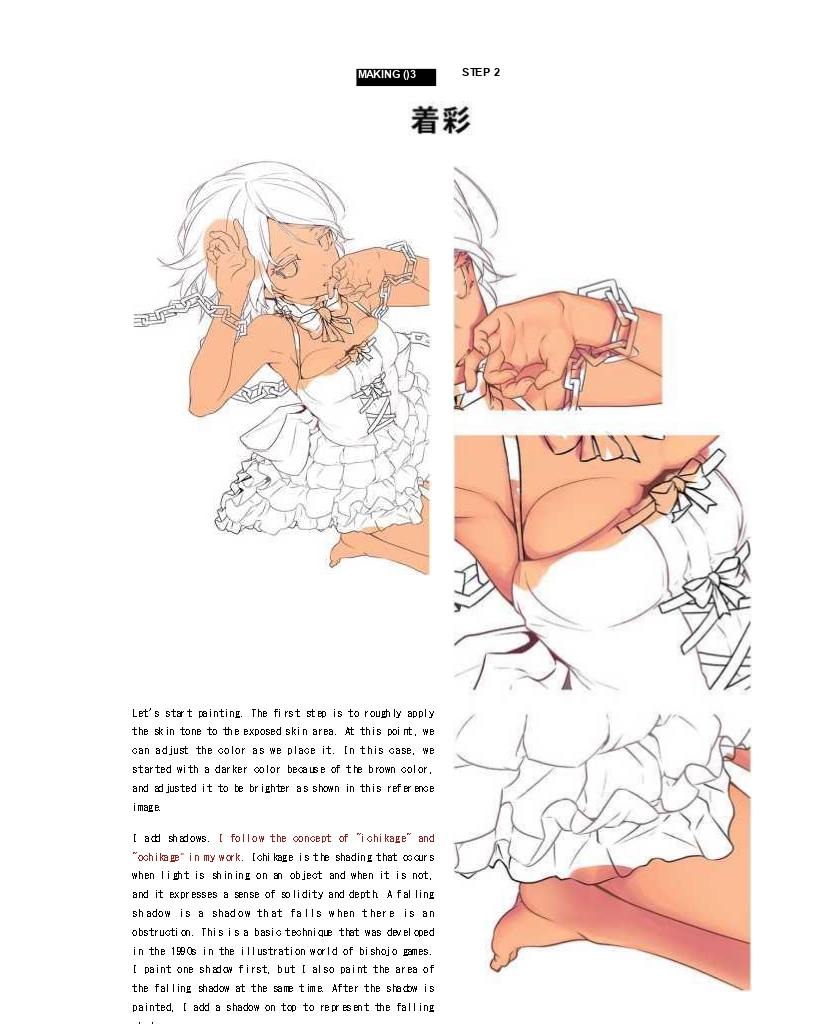 MAKING ()3
STEP 2
着彩
Let's start painting. The first step is to roughly apply
the skin tone to the exposed skin area. At this point, we
can adjust the color as we place it. In this case, we
started with a darker color because of the brown color,
and adjusted it to be brighter as shown in this reference
image.
I add shadows. I follow the concept of ~ichikage~ and
~ochikage" in my work. Ichikage is the shading that occurs
when light is shining on an object and when it is not,
and it expresses a sense of solidity and depth. A falling
shadow is a shadow that falls when there is an
obstruction. This is a basic technique that was developed
in the 1990s in the illustration world of bishojo games.
I paint one shadow first, but I also paint the area of
the falling shadow at the same time. After the shadow is
painted, I add a shadow on top to represent the falling